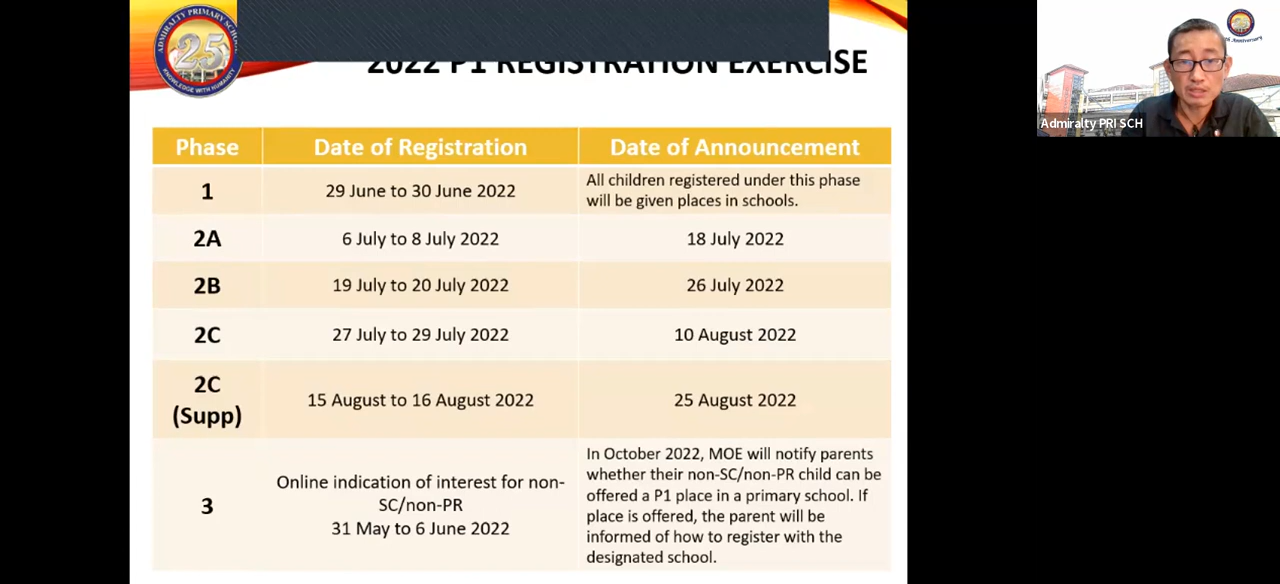 ADMIRALTY PRIMARY SCHOOL
25
KNOWLEDGE WITH HUMANITY
2022 P1 REGISTRATION EXERCISE
Phase
Date of Registration
Date of Announcement
1
29 June to 30 June 2022
All children registered under this phase
will be given places in schools.
2A
6 July to 8 July 2022
18 July 2022
2B
19 July to 20 July 2022
26 July 2022
2C
27 July to 29 July 2022
10 August 2022
2C
(Supp)
15 August to 16 August 2022
25 August 2022
3
Online indication of interest for non-
SC/non-PR
31 May to 6 June 2022
In October 2022, MOE will notify parents
whether their non-SC/non-PR child can be
offered a P1 place in a primary school. If
place is offered, the parent will be
informed of how to register with the
designated school.
Anniversary
Admiralty PRI SCH